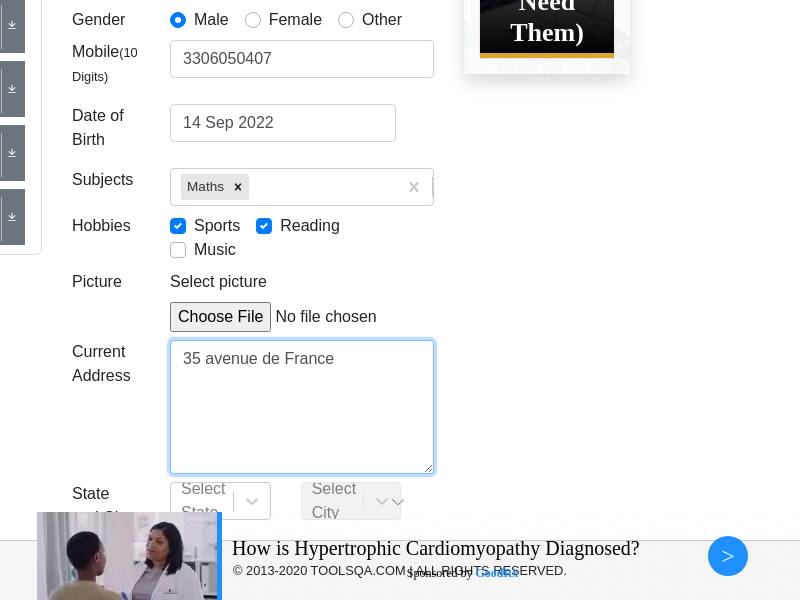 Need
Them)
Gender
Male
Female
Other
Mobile(10
Digits)
3306050407
Date of
Birth
14 Sep 2022
Subjects
Maths
Hobbies
Sports
Reading
Music
Picture
Select picture
Choose File No file chosen
Current
Address
35 avenue de France
State
Select
State
Select
City
How is Hypertrophic Cardiomyopathy Diagnosed?
© 2013-2020 TOOLSQA.COM | ALL RIGHTS RESERVED.
Sponsored by GoodRx